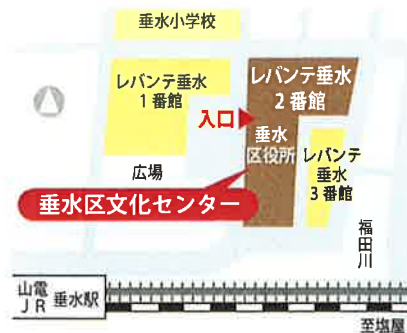 垂水小学校
レバンテ垂水
1番館
レバンテ垂水
2番館
入口
垂水
区役所
レバンテ
垂水
3番館
広場
垂水区文化センター
福田川
山電
JR
垂水駅
至塩屋